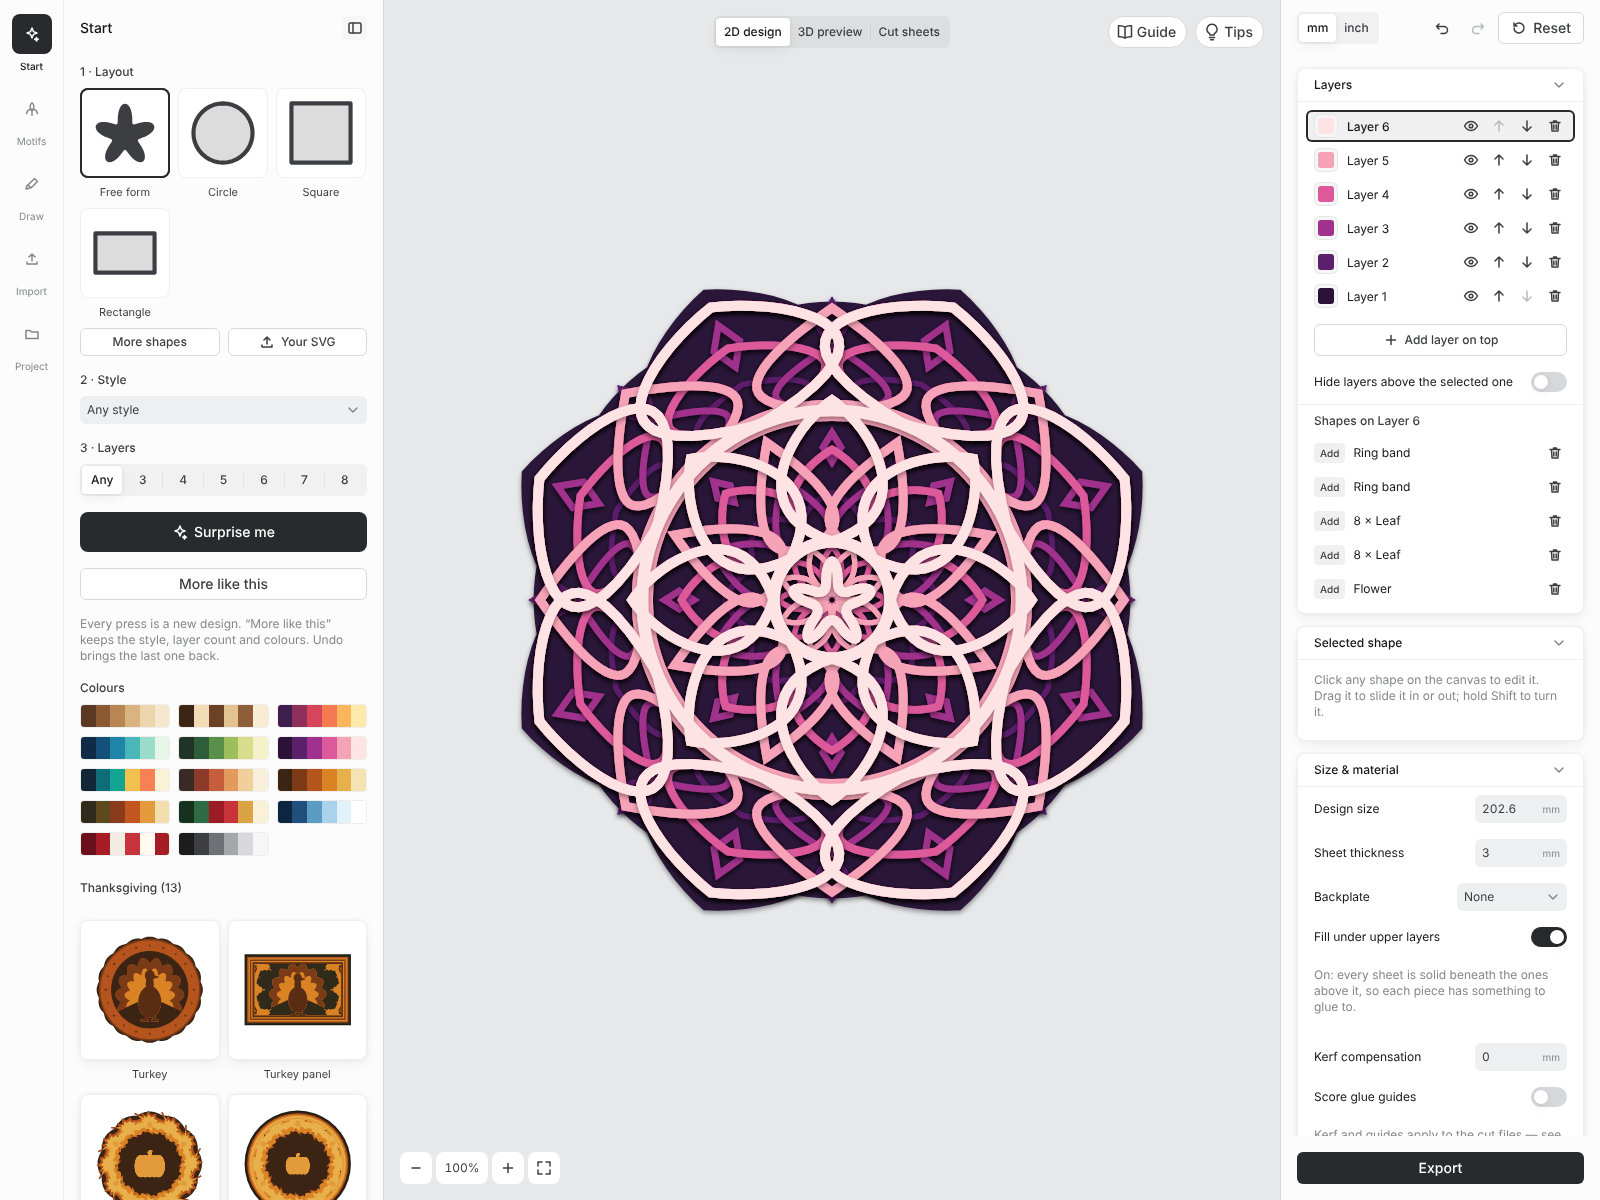 Start
Motifs
Draw
Import
Project
Start
1 · Layout
Free form
Circle
Square
Rectangle
More shapes
Your SVG
2 · Style
Any style
3 · Layers
Any 3 4 5 6 7 8
Surprise me
More like this
Every press is a new design. “More like this”
keeps the style, layer count and colours. Undo
brings the last one back.
Colours
Thanksgiving (13)
Turkey
Turkey panel
2D design
3D preview
Cut sheets
Guide
Tips
100%
mm
inch
Reset
Layers
Layer 6
Layer 5
Layer 4
Layer 3
Layer 2
Layer 1
Add layer on top
Hide layers above the selected one
Shapes on Layer 6
Add Ring band
Add Ring band
Add 8 × Leaf
Add 8 × Leaf
Add Flower
Selected shape
Click any shape on the canvas to edit it.
Drag it to slide it in or out; hold Shift to turn
it.
Size & material
Design size 202.6 mm
Sheet thickness 3 mm
Backplate None
Fill under upper layers
On: every sheet is solid beneath the ones
above it, so each piece has something to
glue to.
Kerf compensation 0 mm
Score glue guides
Kerf and guides apply to the cut files — see
Export